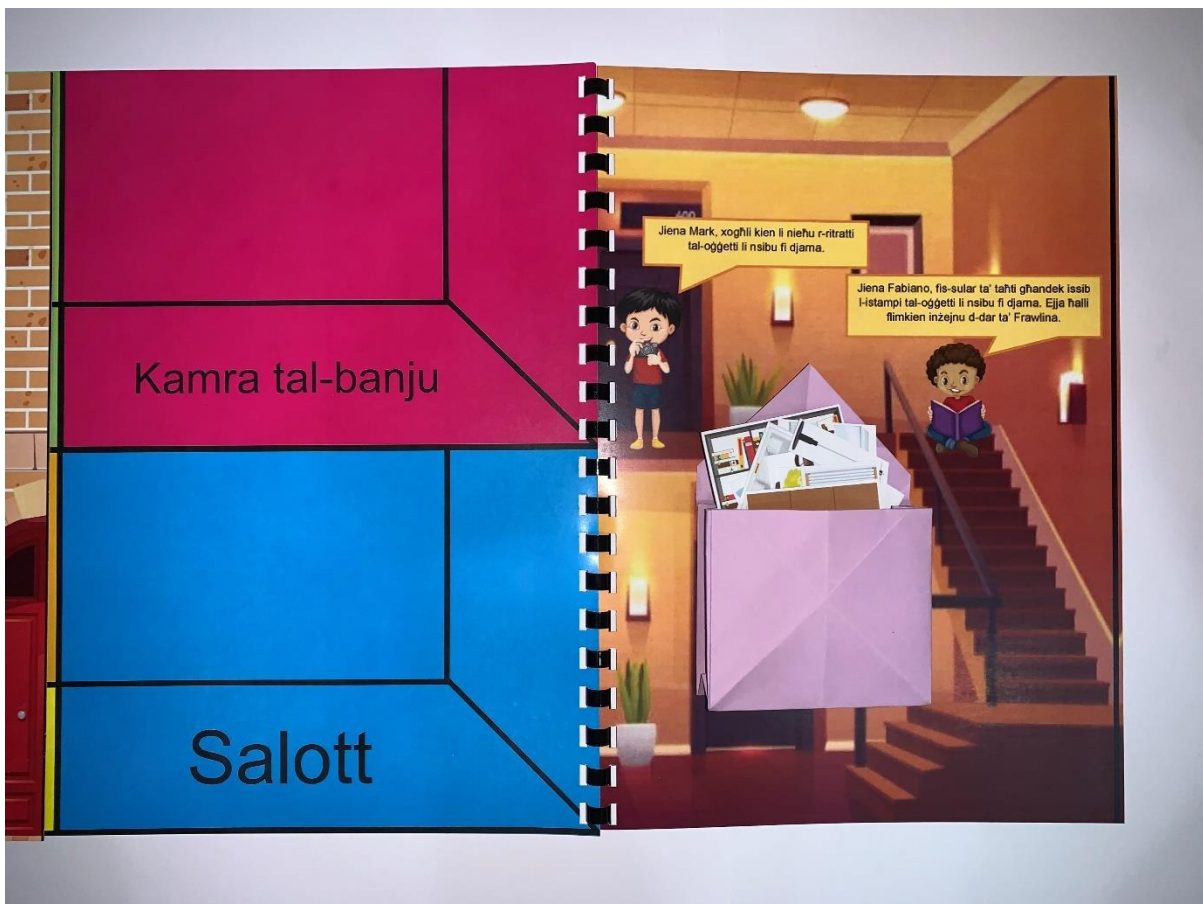 Kamra tal-banju
Salott
600
Jiena Mark, xogħli kien li nieħu r-ritratti
tal-oġġetti li nsibu fi djama.
Jiena Fabiano, fis-sular ta' taħti għandek issib
l-istampi tal-oġġetti li nsibu fi djama. Ejja ħalli
flimkien inżejnu d-dar ta' Frawlina.